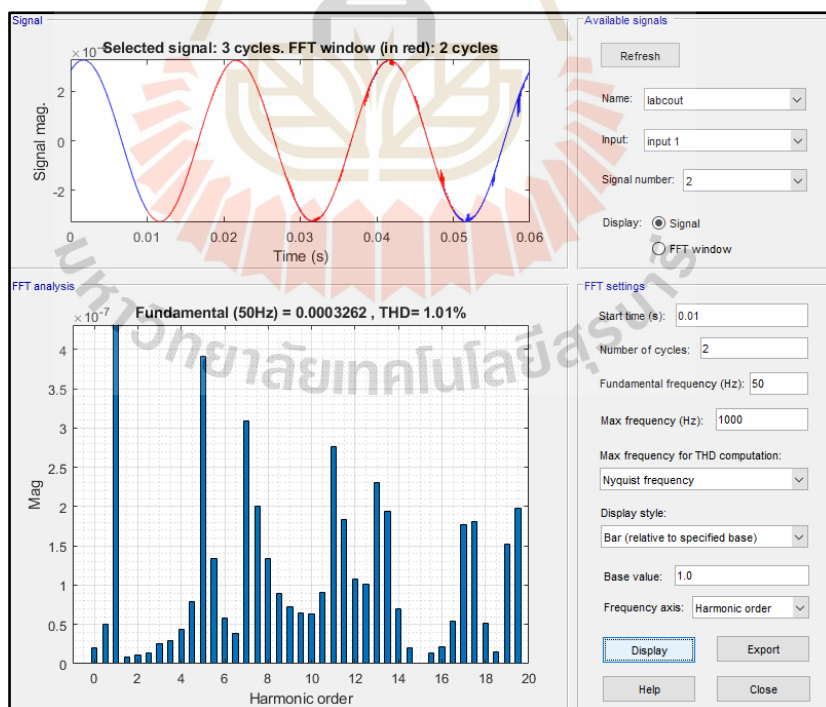 Signal
×10⁻
Selected signal: 3 cycles. FFT window (in red): 2 cycles
2
0
-2
Signal mag.
0 0.01 0.02 0.03 0.04 0.05 0.06
Time (s)
Available signals
Refresh
Name: Iabcout
Input: input 1
Signal number: 2
Display: Signal
FFT window
มหาวิทยาลัยเทคโนโลยีสุรนารี
FFT analysis
×10⁻⁷
Fundamental (50Hz) = 0.0003262 , THD= 1.01%
4
3.5
3
2.5
2
1.5
1
0.5
0
Mag
0 2 4 6 8 10 12 14 16 18 20
Harmonic order
FFT settings
Start time (s): 0.01
Number of cycles: 2
Fundamental frequency (Hz): 50
Max frequency (Hz): 1000
Max frequency for THD computation:
Nyquist frequency
Display style:
Bar (relative to specified base)
Base value: 1.0
Frequency axis: Harmonic order
Display Export
Help Close